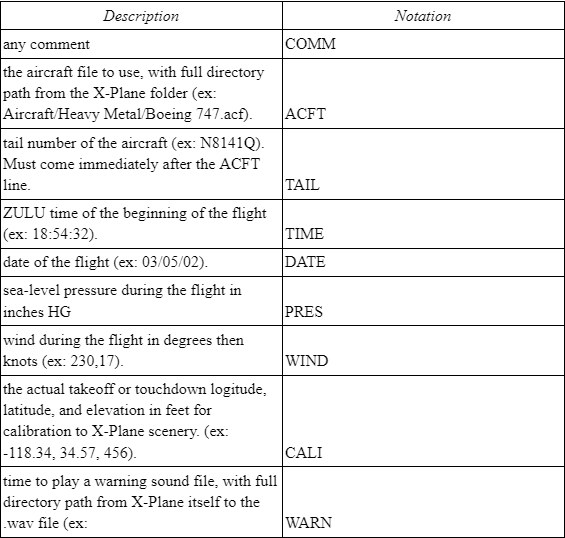 Description Notation
any comment COMM
the aircraft file to use, with full directory
path from the X-Plane folder (ex:
Aircraft/Heavy Metal/Boeing 747.acf). ACFT
tail number of the aircraft (ex: N8141Q).
Must come immediately after the ACFT
line. TAIL
ZULU time of the beginning of the flight
(ex: 18:54:32). TIME
date of the flight (ex: 03/05/02). DATE
sea-level pressure during the flight in
inches HG PRES
wind during the flight in degrees then
knots (ex: 230,17). WIND
the actual takeoff or touchdown logitude,
latitude, and elevation in feet for
calibration to X-Plane scenery. (ex:
-118.34, 34.57, 456). CALI
time to play a warning sound file, with full
directory path from X-Plane itself to the
.wav file (ex: WARN